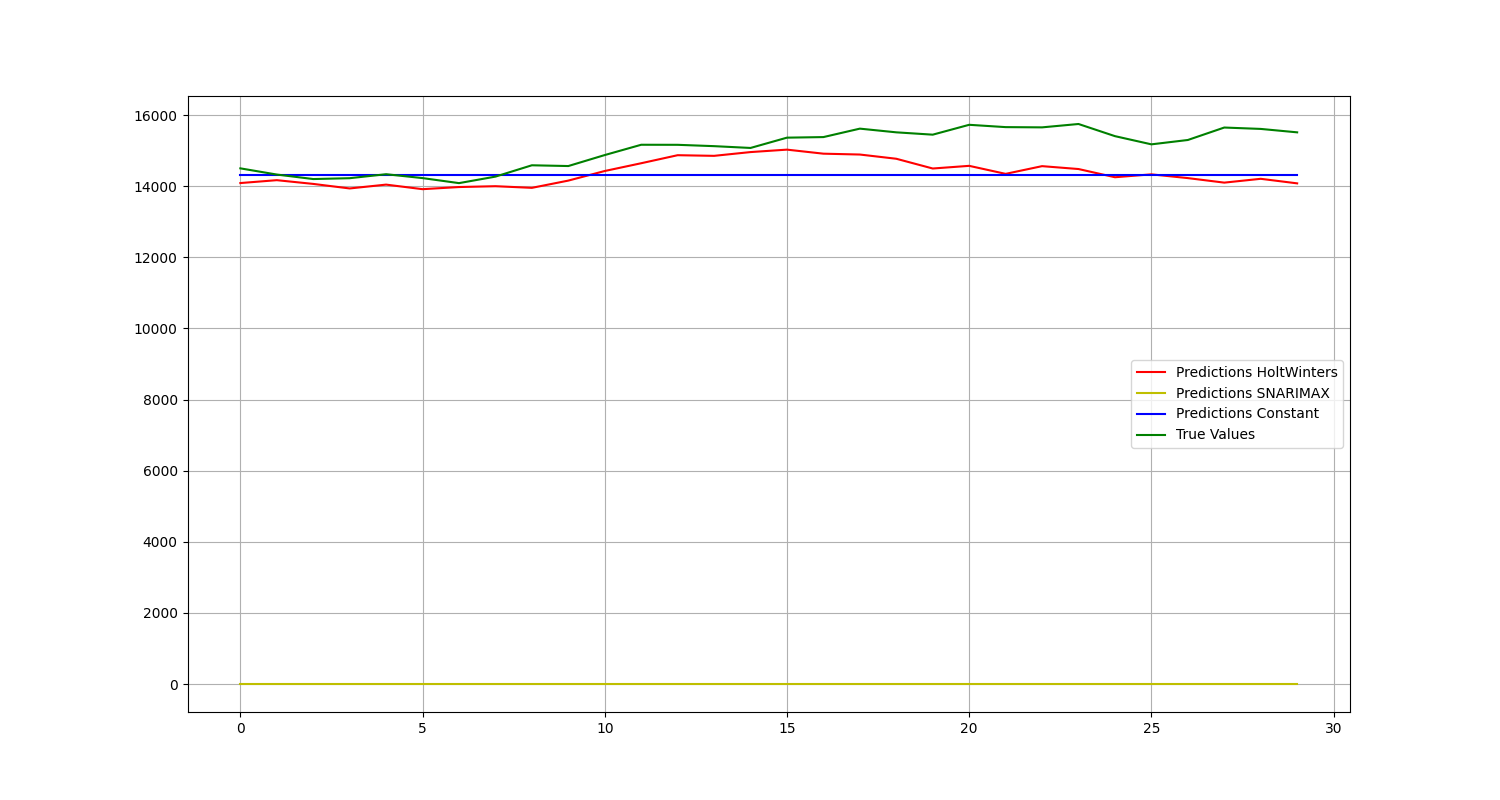 16000
14000
12000
10000
8000
6000
4000
2000
0
0 5 10 15 20 25 30
Predictions HoltWinters
Predictions SNARIMAX
Predictions Constant
True Values